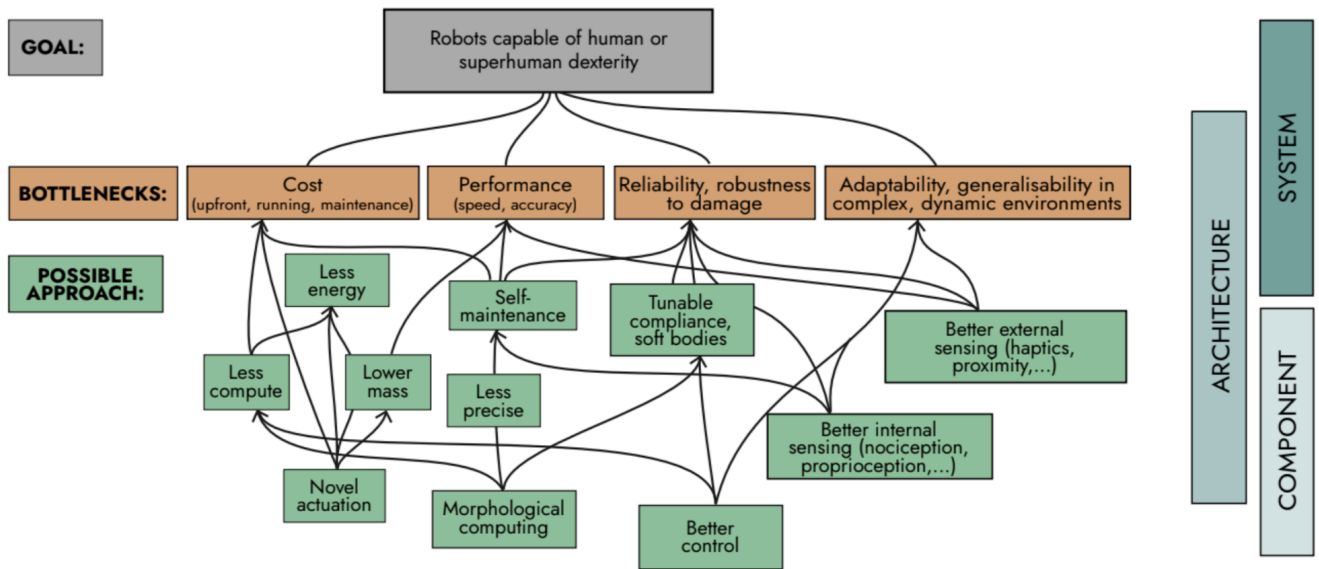 GOAL:
Robots capable of human or
superhuman dexterity
BOTTLENECKS:
Cost
(upfront, running, maintenance)
Performance
(speed, accuracy)
Reliability, robustness
to damage
Adaptability, generalisability in
complex, dynamic environments
POSSIBLE
APPROACH:
Less
energy
Self-
maintenance
Tunable
compliance,
soft bodies
Better external
sensing (haptics,
proximity,...)
Less
compute
Lower
mass
Less
precise
Better internal
sensing (nociception,
proprioception,...)
Novel
actuation
Morphological
computing
Better
control
ARCHITECTURE
SYSTEM
COMPONENT